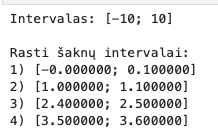 Intervalas: [-10; 10]

Rasti šaknų intervalai:
1) [-0.000000; 0.100000]
2) [1.000000; 1.100000]
3) [2.400000; 2.500000]
4) [3.500000; 3.600000]